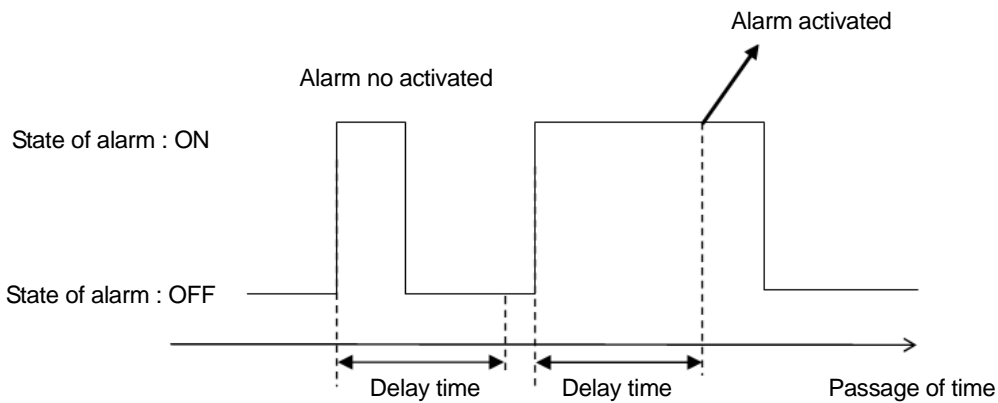 Alarm activated
Alarm no activated
State of alarm : ON
State of alarm : OFF
Delay time
Delay time
Passage of time